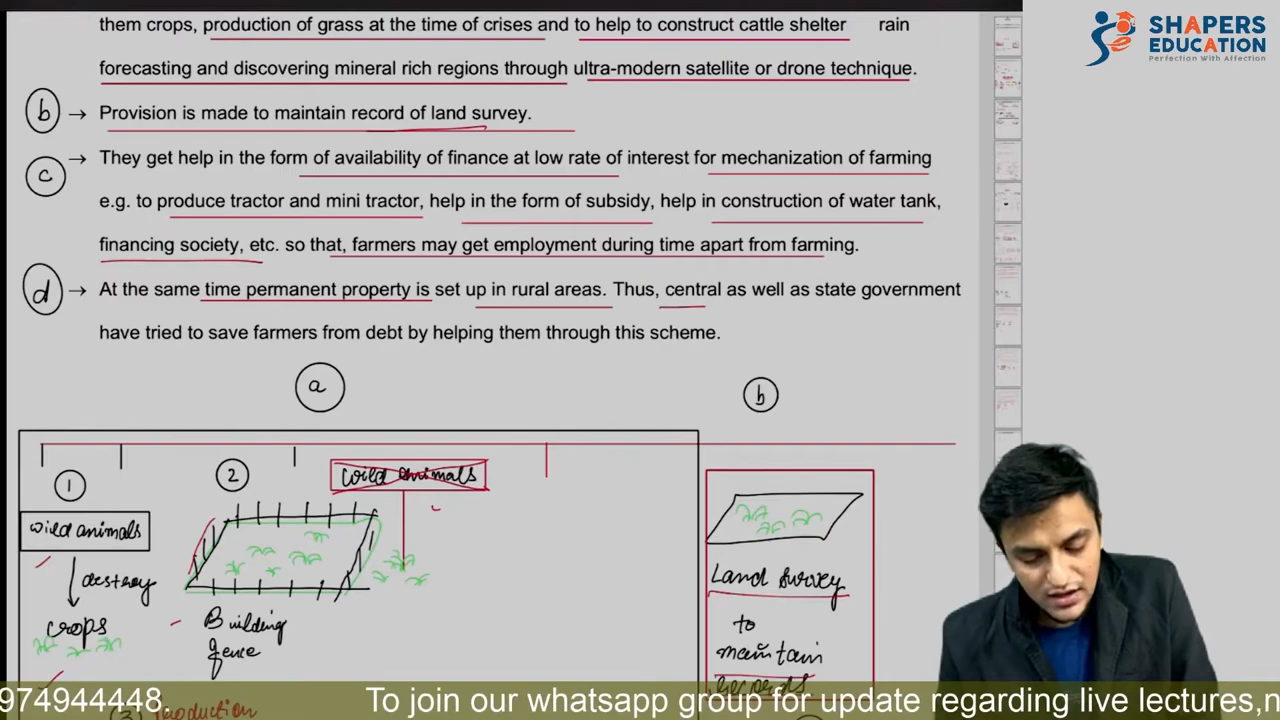 them crops, production of grass at the time of crises and to help to construct cattle shelter rain
forecasting and discovering mineral rich regions through ultra-modern satellite or drone technique.
b → Provision is made to maintain record of land survey.
c → They get help in the form of availability of finance at low rate of interest for mechanization of farming
e.g. to produce tractor and mini tractor, help in the form of subsidy, help in construction of water tank,
financing society, etc. so that, farmers may get employment during time apart from farming.
d → At the same time permanent property is set up in rural areas. Thus, central as well as state government
have tried to save farmers from debt by helping them through this scheme.
a
b
1
wild animals
destroy
crops
2
wild animals
Building
fence
(3) Production
Land survey
to
maintain
records
SHAPERS
EDUCATION
Perfection With Affection
974944448. To join our whatsapp group for update regarding live lectures,n